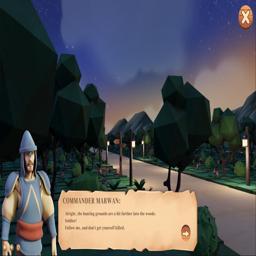 COMMANDER MARWAN:
Alright, the hunting grounds are a bit further into the woods.
Soldier!
Follow me, and don't get yourself killed.